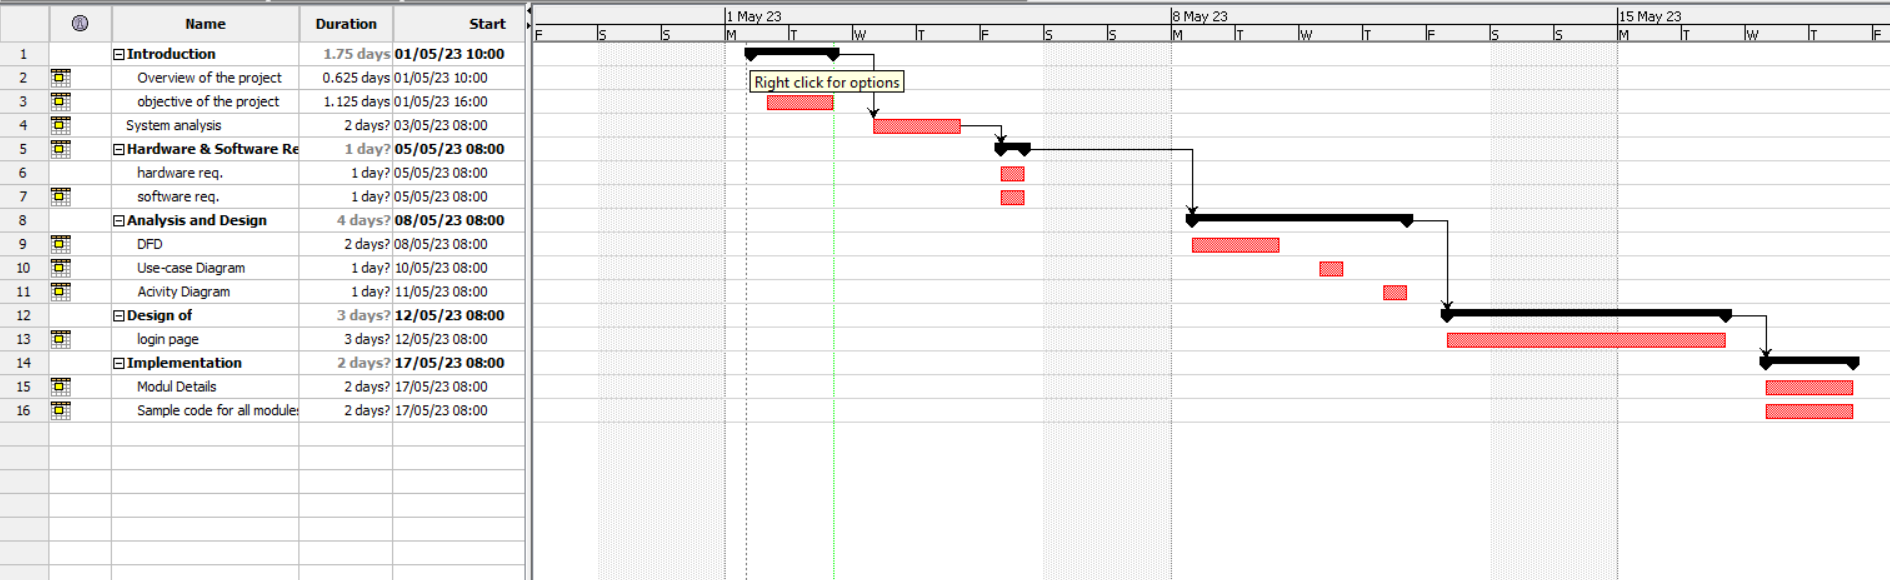 Name Duration Start
1 May 23 8 May 23 15 May 23
F S S M T W T F S S M T W T F S S M T W T F
1 Introduction 1.75 days 01/05/23 10:00
2 Overview of the project 0.625 days 01/05/23 10:00
Right click for options
3 objective of the project 1.125 days 01/05/23 16:00
4 System analysis 2 days? 03/05/23 08:00
5 Hardware & Software Re 1 day? 05/05/23 08:00
6 hardware req. 1 day? 05/05/23 08:00
7 software req. 1 day? 05/05/23 08:00
8 Analysis and Design 4 days? 08/05/23 08:00
9 DFD 2 days? 08/05/23 08:00
10 Use-case Diagram 1 day? 10/05/23 08:00
11 Acivity Diagram 1 day? 11/05/23 08:00
12 Design of 3 days? 12/05/23 08:00
13 login page 3 days? 12/05/23 08:00
14 Implementation 2 days? 17/05/23 08:00
15 Modul Details 2 days? 17/05/23 08:00
16 Sample code for all modules 2 days? 17/05/23 08:00